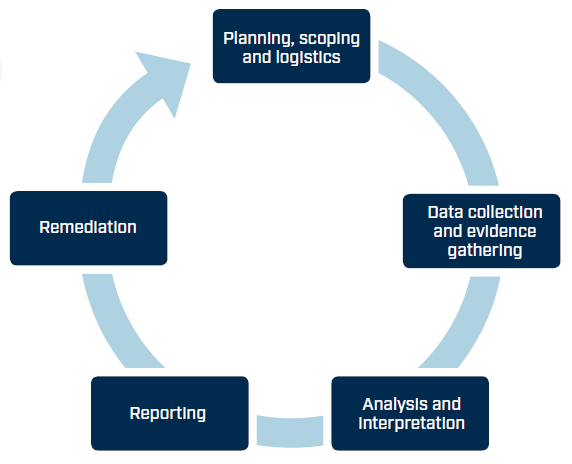 Planning, scoping
and logistics
Data collection
and evidence
gathering
Analysis and
interpretation
Reporting
Remediation